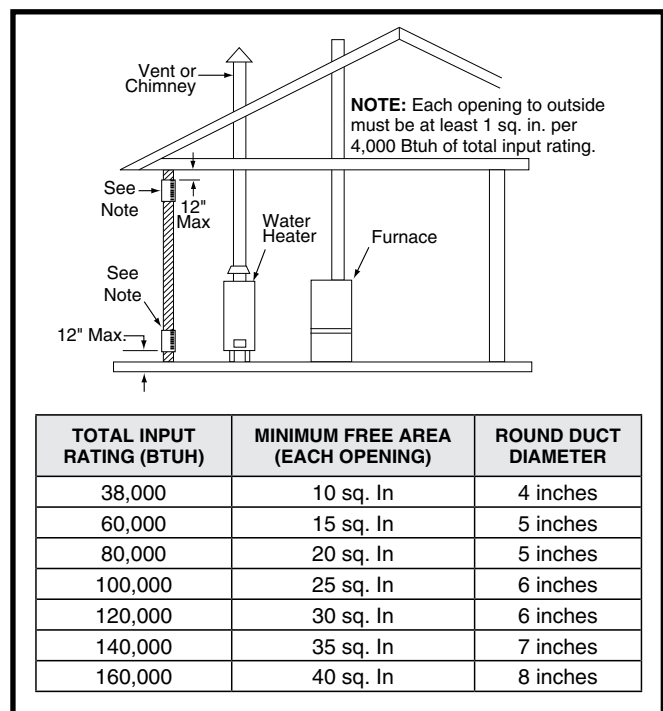 Vent or
Chimney
NOTE: Each opening to outside
must be at least 1 sq. in. per
4,000 Btuh of total input rating.
See
Note
12"
Max
Water
Heater
Furnace
See
Note
12" Max.
TOTAL INPUT RATING (BTUH) MINIMUM FREE AREA (EACH OPENING) ROUND DUCT DIAMETER
38,000 10 sq. In 4 inches
60,000 15 sq. In 5 inches
80,000 20 sq. In 5 inches
100,000 25 sq. In 6 inches
120,000 30 sq. In 6 inches
140,000 35 sq. In 7 inches
160,000 40 sq. In 8 inches